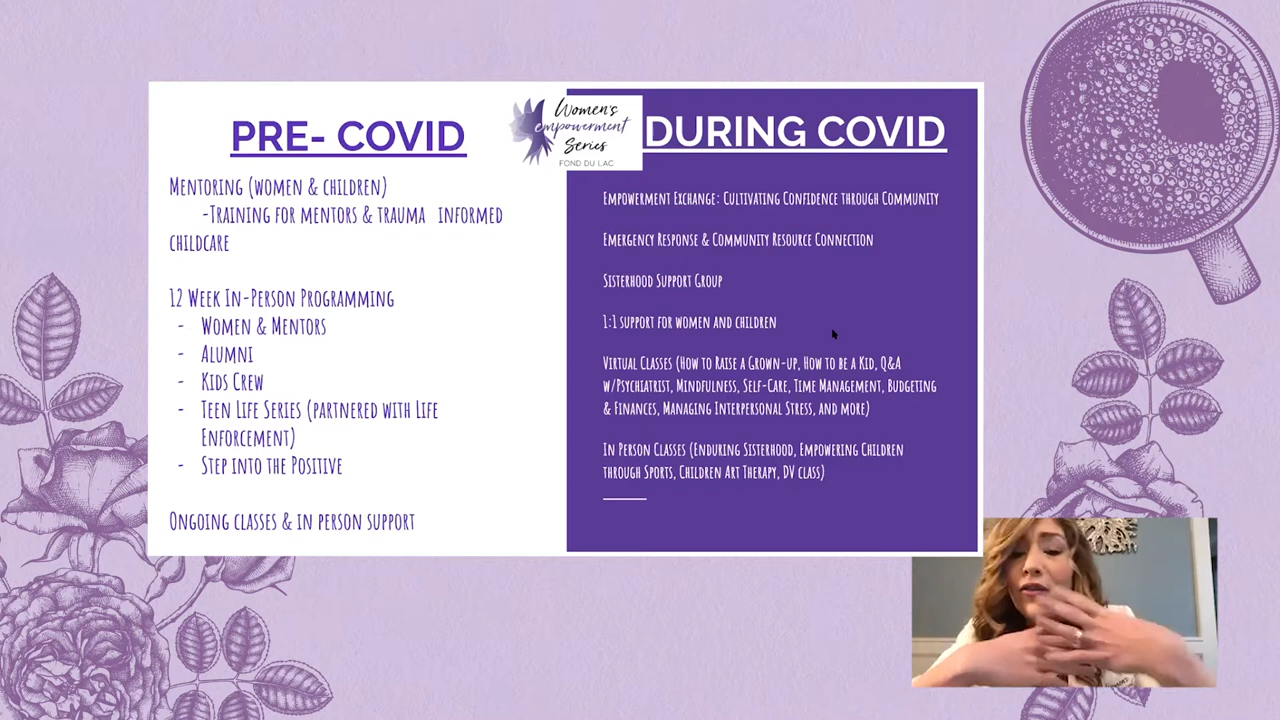 PRE- COVID
MENTORING (WOMEN & CHILDREN)
-TRAINING FOR MENTORS & TRAUMA INFORMED
CHILDCARE
12 WEEK IN-PERSON PROGRAMMING
- WOMEN & MENTORS
- ALUMNI
- KIDS CREW
- TEEN LIFE SERIES (PARTNERED WITH LIFE
ENFORCEMENT)
- STEP INTO THE POSITIVE
ONGOING CLASSES & IN PERSON SUPPORT
Women's
empowerment
Series
FOND DU LAC
DURING COVID
EMPOWERMENT EXCHANGE: CULTIVATING CONFIDENCE THROUGH COMMUNITY
EMERGENCY RESPONSE & COMMUNITY RESOURCE CONNECTION
SISTERHOOD SUPPORT GROUP
1:1 SUPPORT FOR WOMEN AND CHILDREN
VIRTUAL CLASSES (HOW TO RAISE A GROWN-UP, HOW TO BE A KID, Q&A
W/PSYCHIATRIST, MINDFULNESS, SELF-CARE, TIME MANAGEMENT, BUDGETING
& FINANCES, MANAGING INTERPERSONAL STRESS, AND MORE)
IN PERSON CLASSES (ENDURING SISTERHOOD, EMPOWERING CHILDREN
THROUGH SPORTS, CHILDREN ART THERAPY, DV CLASS)